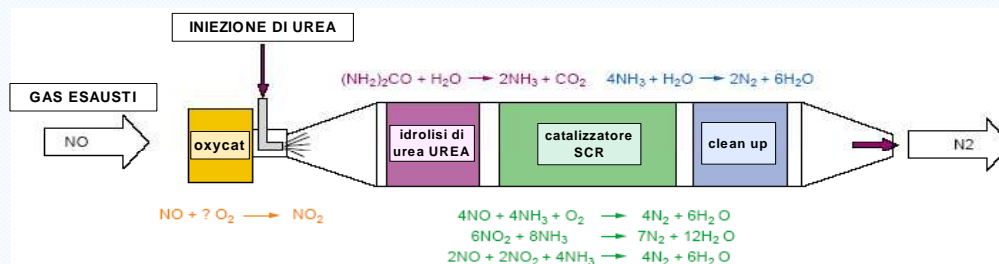 INIEZIONE DI UREA
(NH₂)₂CO + H₂O → 2NH₃ + CO₂
4NH₃ + H₂O → 2N₂ + 6H₂O
GAS ESAUSTI
NO
oxycat
idrolisi di
urea UREA
catalizzatore
SCR
clean up
N2
NO + ? O₂ → NO₂
4NO + 4NH₃ + O₂ → 4N₂ + 6H₂O
6NO₂ + 8NH₃ → 7N₂ + 12H₂O
2NO + 2NO₂ + 4NH₃ → 4N₂ + 6H₂O